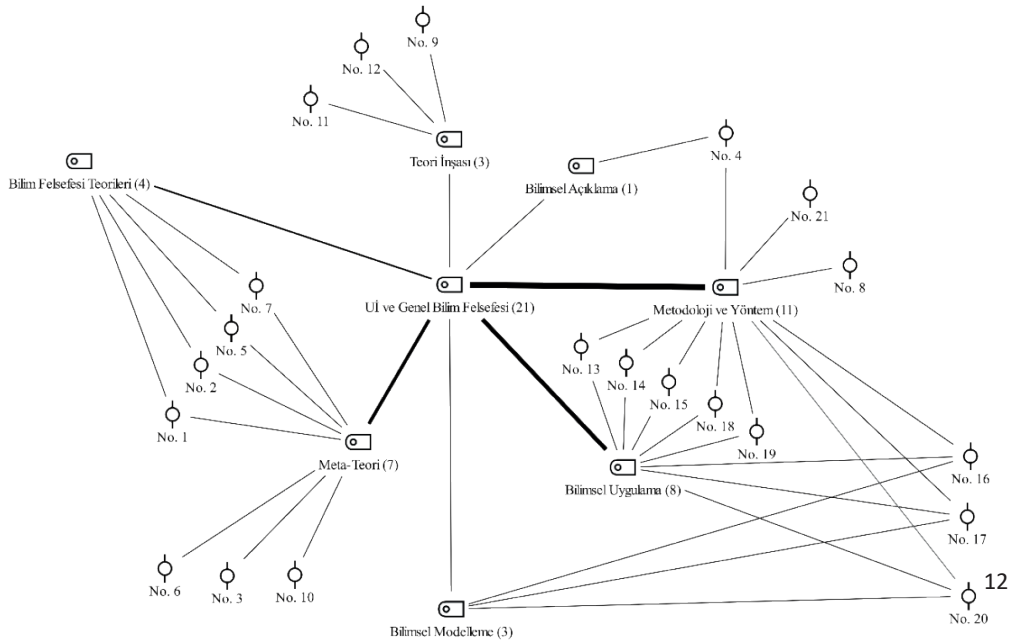 No. 9
No. 12
No. 11
Teori İnşası (3)
No. 4
Bilim Felsefesi Teorileri (4)
Bilimsel Açıklama (1)
No. 21
No. 8
No. 7
Uİ ve Genel Bilim Felsefesi (21)
Metodoloji ve Yöntem (11)
No. 5
No. 13
No. 2
No. 14
No. 15
No. 18
No. 1
No. 19
Meta-Teori (7)
Bilimsel Uygulama (8)
No. 16
No. 17
No. 6
No. 3
No. 10
12
No. 20
Bilimsel Modelleme (3)